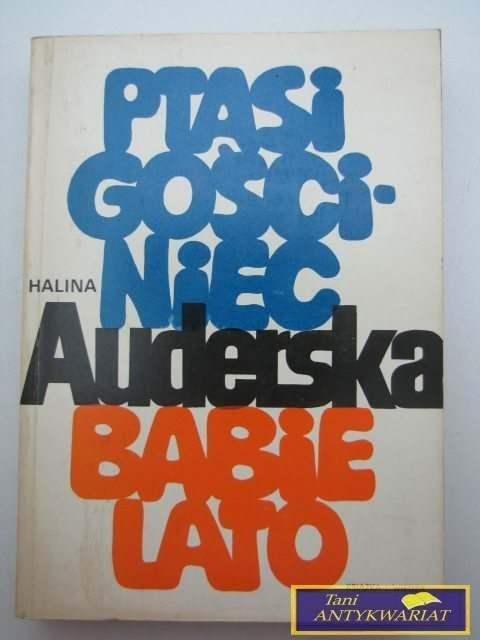 PTASI
GOŚCI-
NIEC
HALINA
Auderska
BABIE
LATO
Tani
ANTYKWARIAT